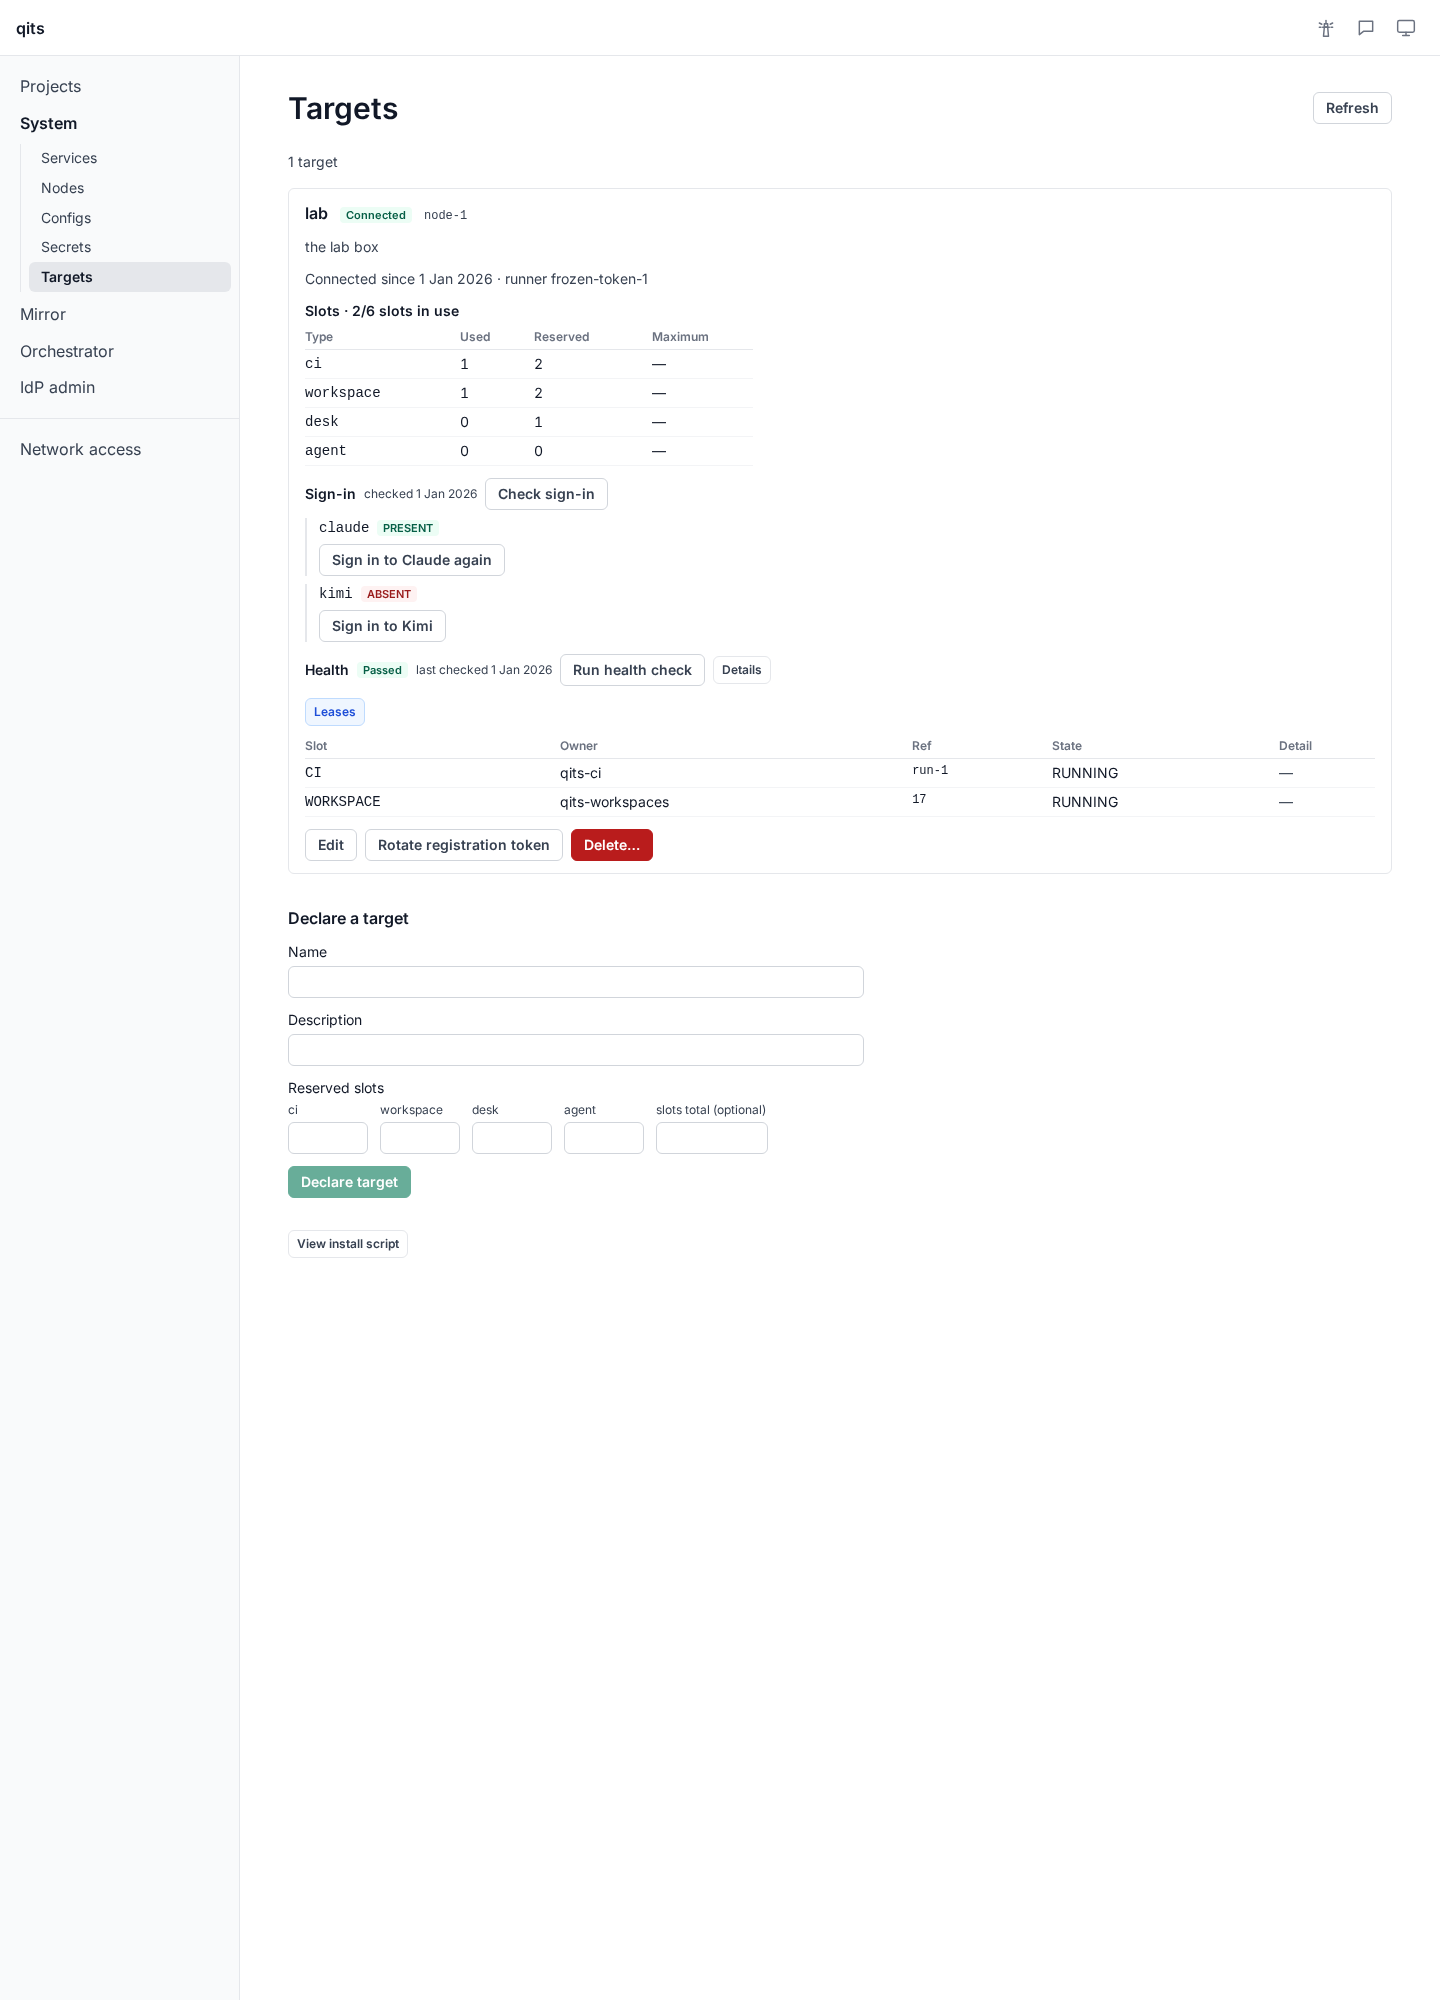 qits
Projects
System
Services
Nodes
Configs
Secrets
Targets
Mirror
Orchestrator
IdP admin
Network access
Targets
Refresh
1 target
lab Connected node-1
the lab box
Connected since 1 Jan 2026 · runner frozen-token-1
Slots · 2/6 slots in use
Type Used Reserved Maximum
ci 1 2 —
workspace 1 2 —
desk 0 1 —
agent 0 0 —
Sign-in checked 1 Jan 2026 Check sign-in
claude PRESENT
Sign in to Claude again
kimi ABSENT
Sign in to Kimi
Health Passed last checked 1 Jan 2026 Run health check Details
Leases
Slot Owner Ref State Detail
CI qits-ci run-1 RUNNING —
WORKSPACE qits-workspaces 17 RUNNING —
Edit Rotate registration token Delete…
Declare a target
Name
Description
Reserved slots
ci workspace desk agent slots total (optional)
Declare target
View install script